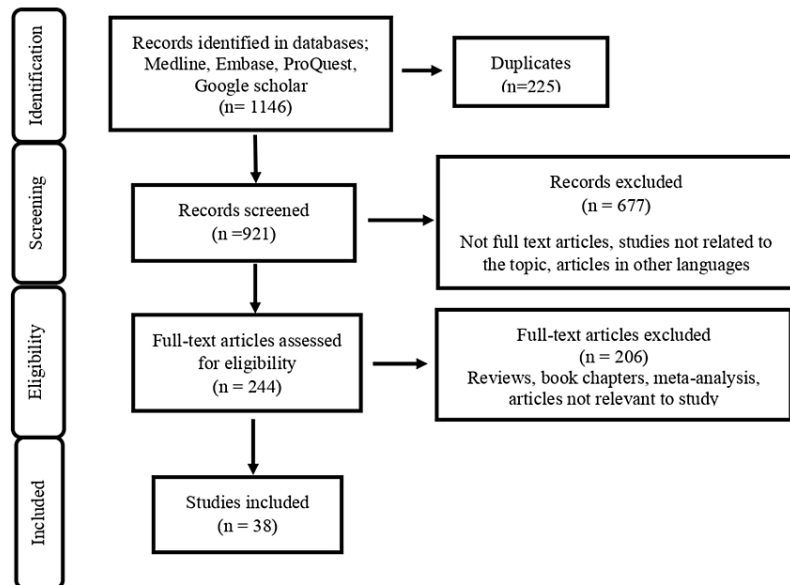 Identification
Records identified in databases;
Medline, Embase, ProQuest,
Google scholar
(n= 1146)
Duplicates
(n=225)
Screening
Records screened
(n =921)
Records excluded
(n = 677)
Not full text articles, studies not related to
the topic, articles in other languages
Eligibility
Full-text articles assessed
for eligibility
(n = 244)
Full-text articles excluded
(n = 206)
Reviews, book chapters, meta-analysis,
articles not relevant to study
Included
Studies included
(n = 38)